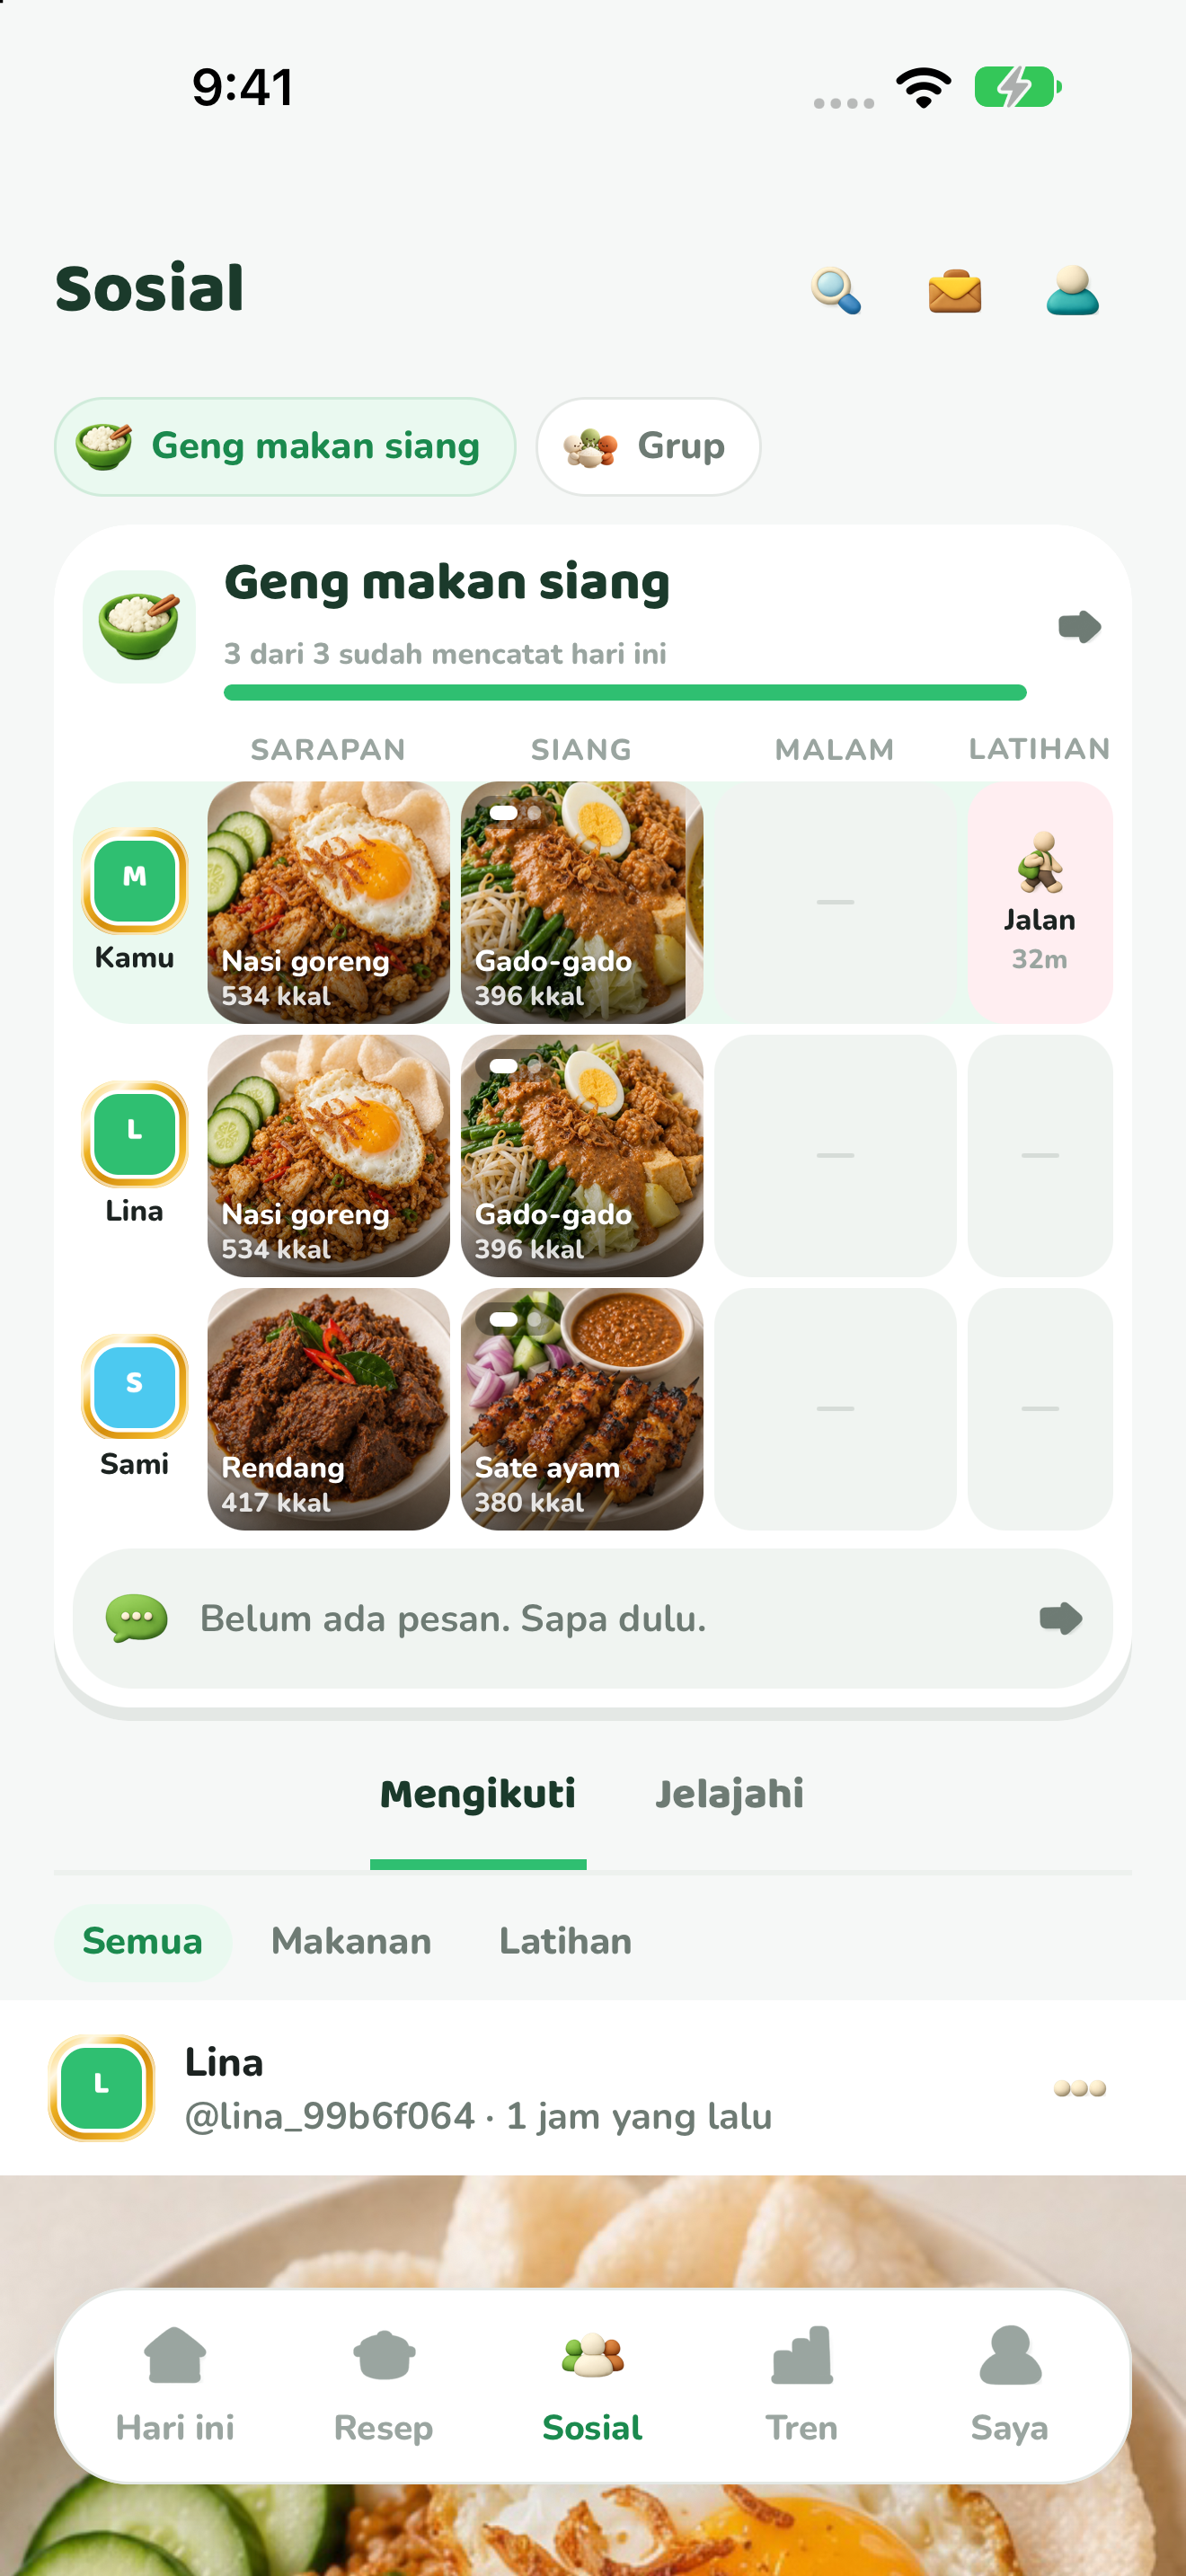 9:41
Sosial
Geng makan siang
Grup
Geng makan siang
3 dari 3 sudah mencatat hari ini
SARAPAN SIANG MALAM LATIHAN
M
Kamu
Nasi goreng
534 kkal
Gado-gado
396 kkal
—
Jalan
32m
L
Lina
Nasi goreng
534 kkal
Gado-gado
396 kkal
—
—
S
Sami
Rendang
417 kkal
Sate ayam
380 kkal
—
—
Belum ada pesan. Sapa dulu.
Mengikuti Jelajahi
Semua Makanan Latihan
L
Lina
@lina_99b6f064 · 1 jam yang lalu
Hari ini Resep Sosial Tren Saya